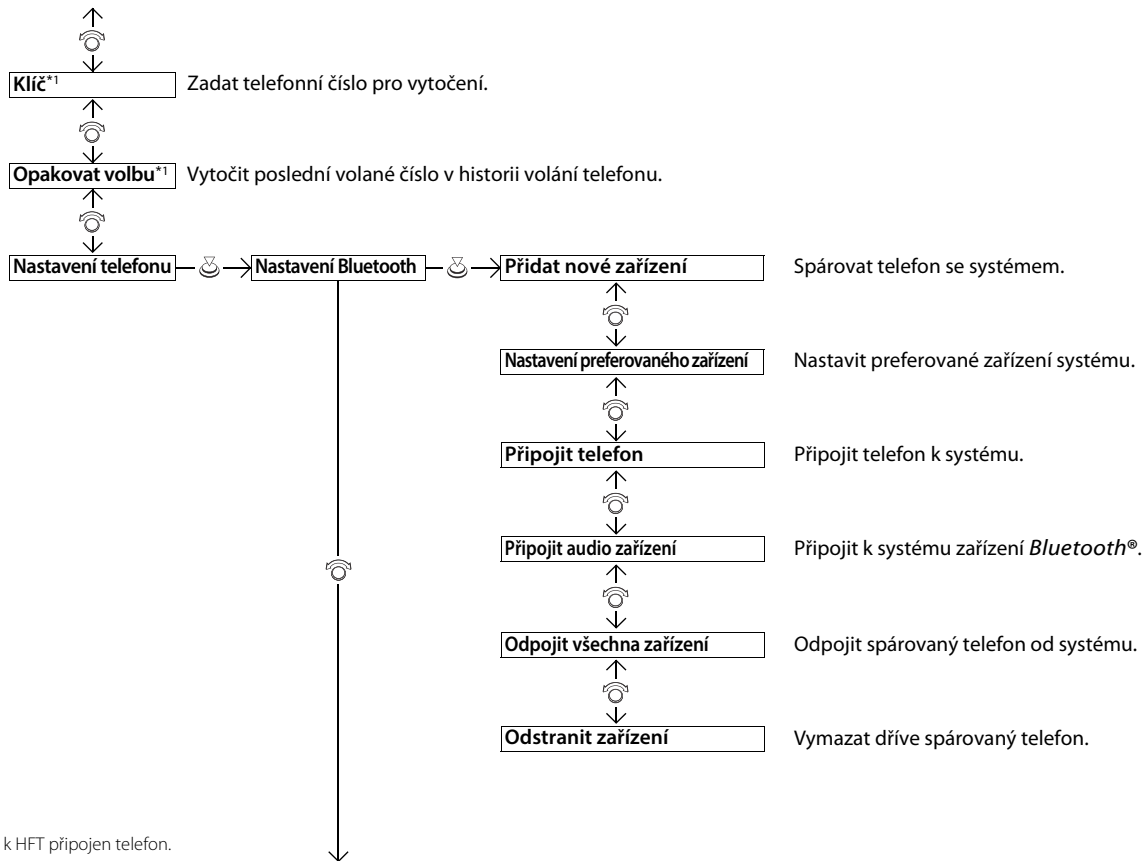 Klíč*1 Zadat telefonní číslo pro vytočení.
Opakovat volbu*1 Vytočit poslední volané číslo v historii volání telefonu.
Nastavení telefonu Nastavení Bluetooth Přidat nové zařízení Spárovat telefon se systémem.
Nastavení preferovaného zařízení Nastavit preferované zařízení systému.
Připojit telefon Připojit telefon k systému.
Připojit audio zařízení Připojit k systému zařízení Bluetooth®.
Odpojit všechna zařízení Odpojit spárovaný telefon od systému.
Odstranit zařízení Vymazat dříve spárovaný telefon.
k HFT připojen telefon.